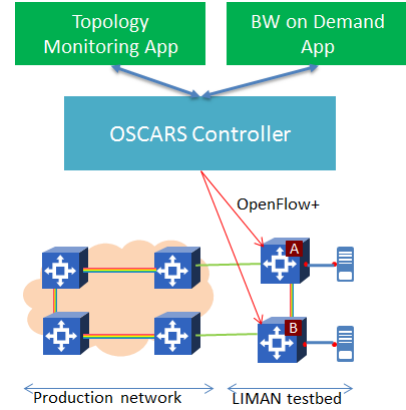 Topology
Monitoring App
BW on Demand
App
OSCARS Controller
OpenFlow+
A
B
Production network
LIMAN testbed